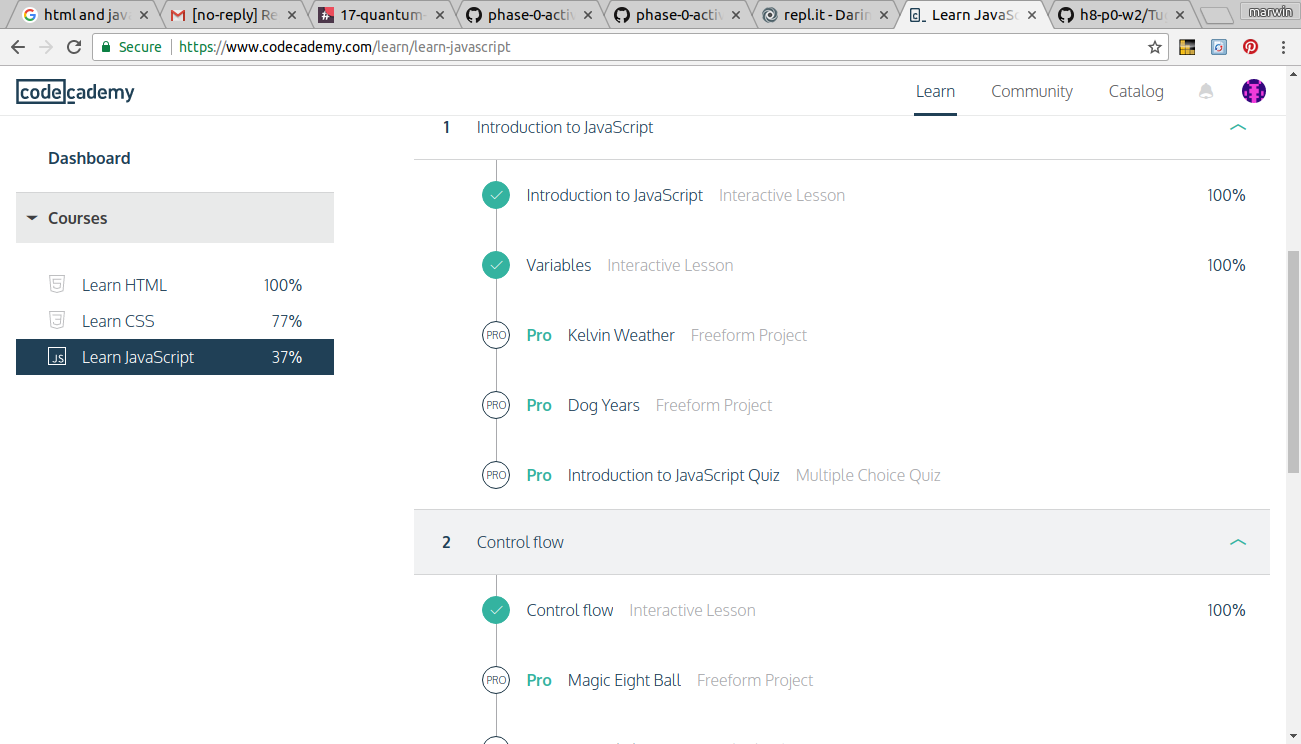 html and jav
[no-reply] Re
17-quantum-
phase-0-activ
phase-0-activ
repl.it - Darin
Learn JavaSc
h8-p0-w2/Tu
marwin
Secure https://www.codecademy.com/learn/learn-javascript
codecademy
Learn Community Catalog
Dashboard
Courses
Learn HTML 100%
Learn CSS 77%
JS Learn JavaScript 37%
1 Introduction to JavaScript
Introduction to JavaScript Interactive Lesson 100%
Variables Interactive Lesson 100%
PRO Pro Kelvin Weather Freeform Project
PRO Pro Dog Years Freeform Project
PRO Pro Introduction to JavaScript Quiz Multiple Choice Quiz
2 Control flow
Control flow Interactive Lesson 100%
PRO Pro Magic Eight Ball Freeform Project